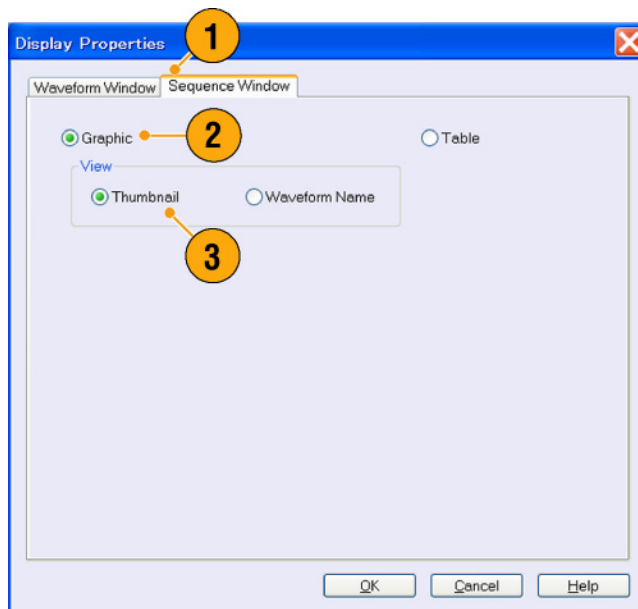 Display Properties
1
Waveform Window
Sequence Window
Graphic
2
Table
View
Thumbnail
Waveform Name
3
OK
Cancel
Help